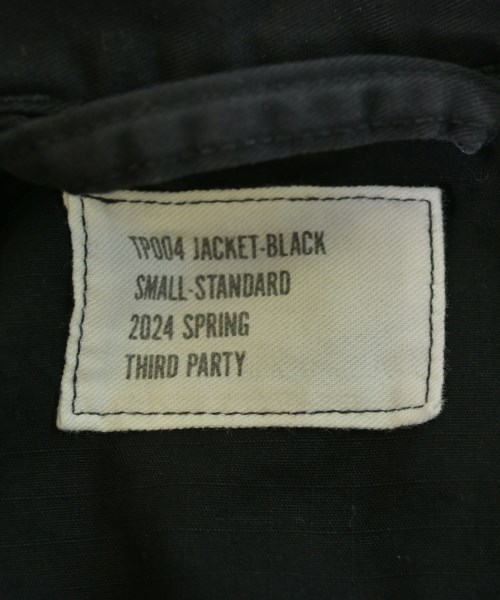 TP004 JACKET-BLACK
SMALL-STANDARD
2024 SPRING
THIRD PARTY